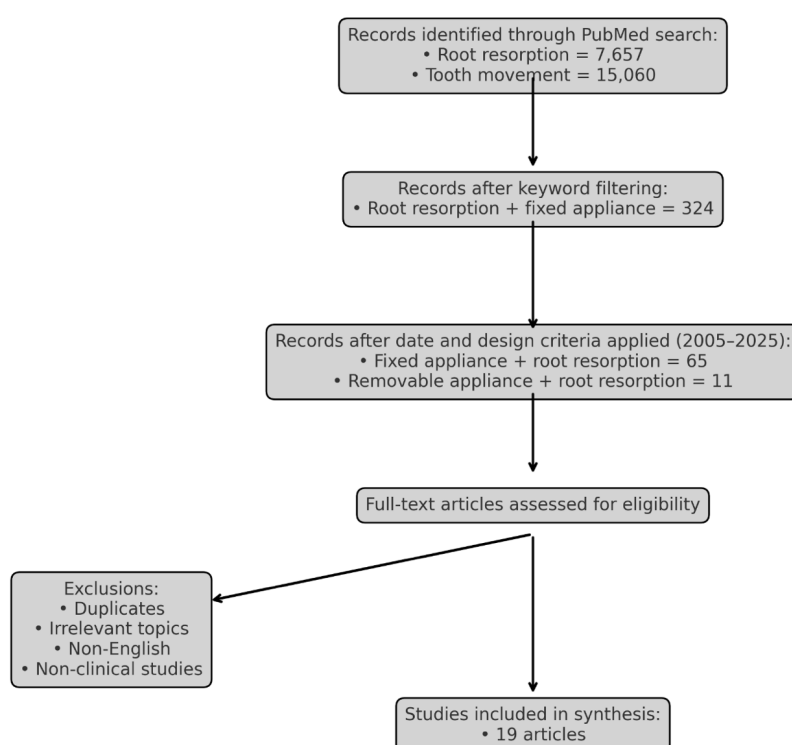 Records identified through PubMed search:
• Root resorption = 7,657
• Tooth movement = 15,060
Records after keyword filtering:
• Root resorption + fixed appliance = 324
Records after date and design criteria applied (2005–2025):
• Fixed appliance + root resorption = 65
• Removable appliance + root resorption = 11
Full-text articles assessed for eligibility
Exclusions:
• Duplicates
• Irrelevant topics
• Non-English
• Non-clinical studies
Studies included in synthesis:
• 19 articles